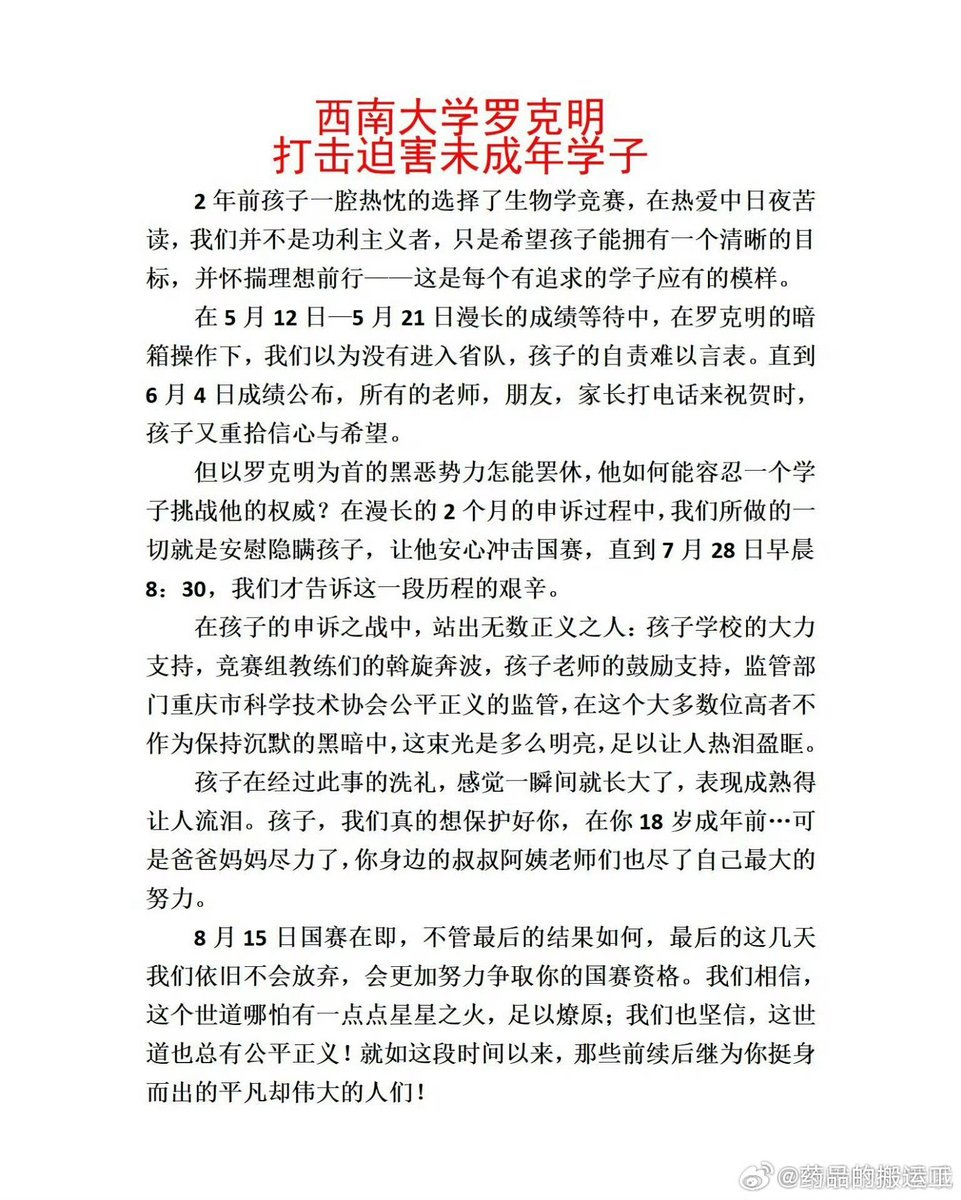 西南大学罗克明
打击迫害未成年学子
2 年前孩子一腔热忱的选择了生物学竞赛，在热爱中日夜苦
读，我们并不是功利主义者，只是希望孩子能拥有一个清晰的目
标，并怀揣理想前行——这是每个有追求的学子应有的模样。
在 5 月 12 日—5 月 21 日漫长的成绩等待中，在罗克明的暗
箱操作下，我们以为没有进入省队，孩子的自责难以言表。直到
6 月 4 日成绩公布，所有的老师，朋友，家长打电话来祝贺时，
孩子又重拾信心与希望。
但以罗克明为首的黑恶势力怎能罢休，他如何能容忍一个学
子挑战他的权威？在漫长的 2 个月的申诉过程中，我们所做的一
切就是安慰隐瞒孩子，让他安心冲击国赛，直到 7 月 28 日早晨
8：30，我们才告诉这一段历程的艰辛。
在孩子的申诉之战中，站出无数正义之人：孩子学校的大力
支持，竞赛组教练们的斡旋奔波，孩子老师的鼓励支持，监管部
门重庆市科学技术协会公平正义的监管，在这个大多数位高者不
作为保持沉默的黑暗中，这束光是多么明亮，足以让人热泪盈眶。
孩子在经过此事的洗礼，感觉一瞬间就长大了，表现成熟得
让人流泪。孩子，我们真的想保护好你，在你 18 岁成年前…可
是爸爸妈妈尽力了，你身边的叔叔阿姨老师们也尽了自己最大的
努力。
8 月 15 日国赛在即，不管最后的结果如何，最后的这几天
我们依旧不会放弃，会更加努力争取你的国赛资格。我们相信，
这个世道哪怕有一点点星星之火，足以燎原；我们也坚信，这世
道也总有公平正义！就如这段时间以来，那些前续后继为你挺身
而出的平凡却伟大的人们！
@药品的搬运工